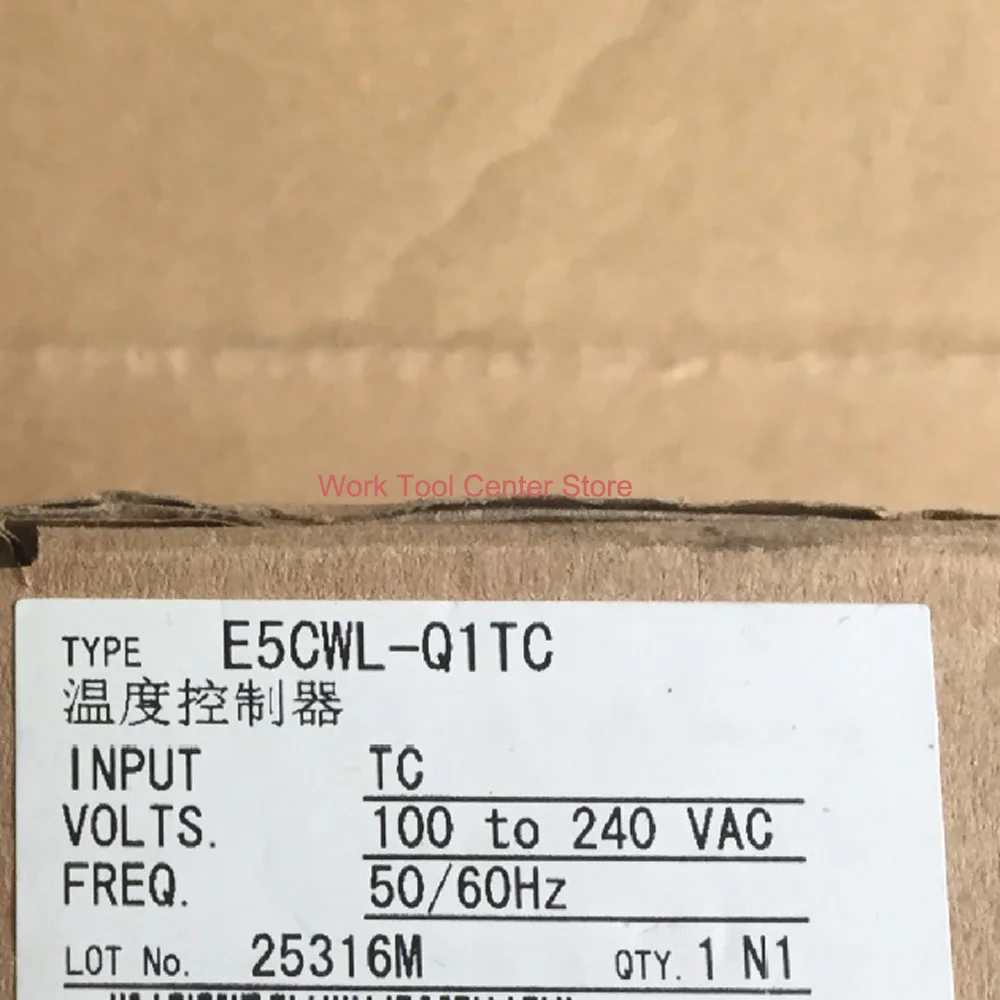 Work Tool Center Store
TYPE E5CWL-Q1TC
温度控制器
INPUT TC
VOLTS. 100 to 240 VAC
FREQ. 50/60Hz
LOT No. 25316M QTY. 1 N1